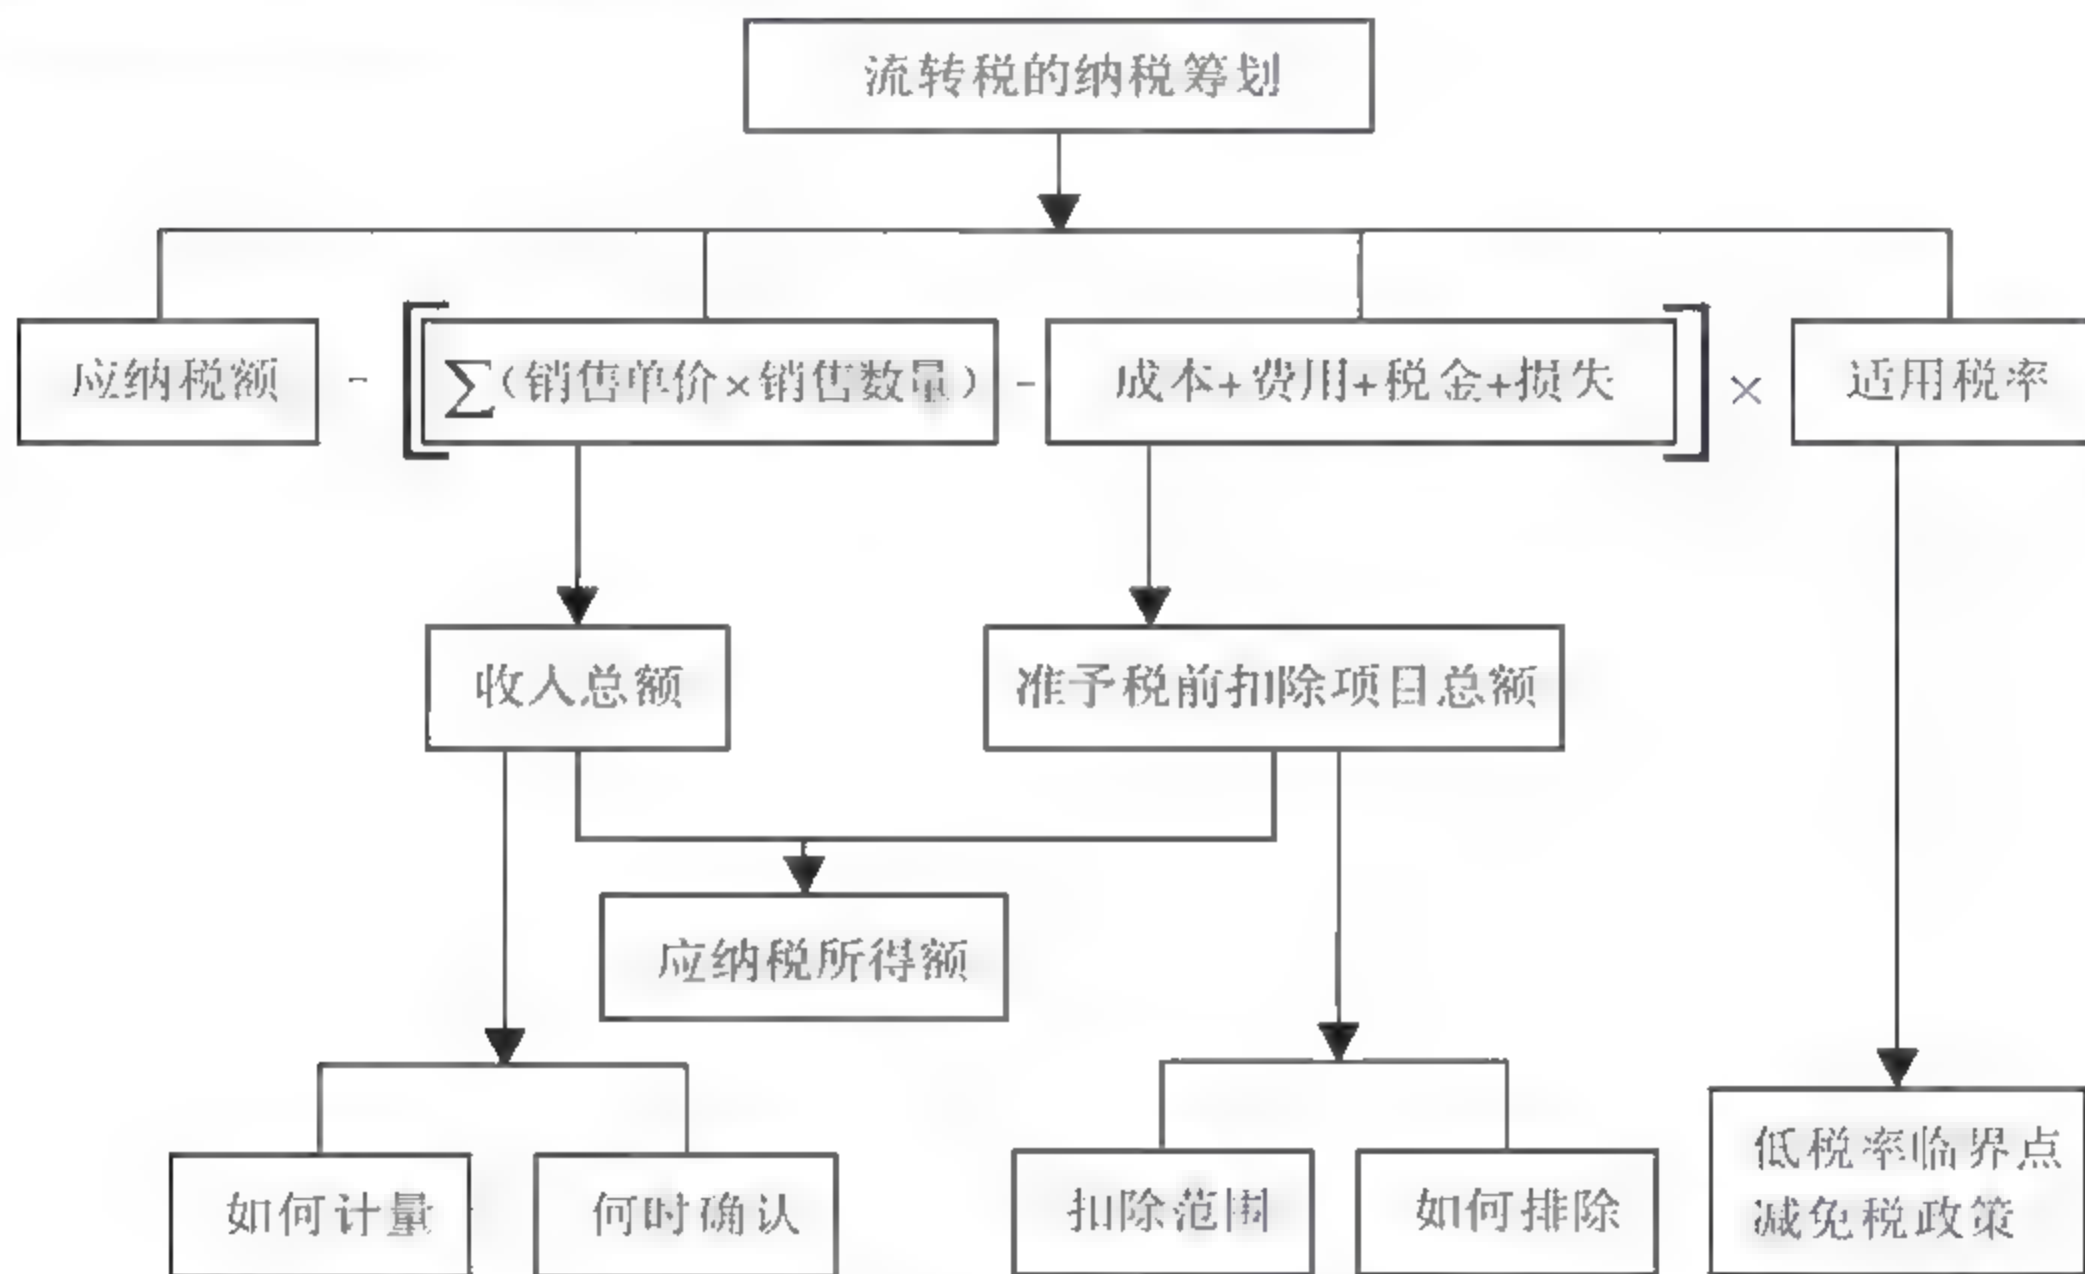 流转税的纳税筹划
应纳税额 - [∑(销售单价×销售数量) - 成本+费用+税金+损失] × 适用税率
收人总额 准予税前扣除项目总额
应纳税所得额
如何计量 何时确认 扣除范围 如何排除
低税率临界点
减免税政策